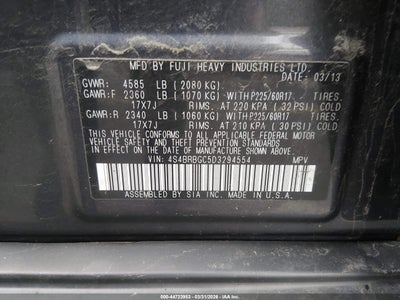 MFD BY FUJI HEAVY INDUSTRIES LTD.
DATE: 03/13
GVWR: 4585 LB (2080 KG)
GAWR:F 2360 LB (1070 KG) WITH P225/60R17 TIRES.
17X7J RIMS. AT 220 KPA (32 PSI) COLD
GAWR:R 2340 LB (1060 KG) WITH P225/60R17 TIRES.
17X7J RIMS. AT 210 KPA (30 PSI) COLD
THIS VEHICLE CONFORMS TO ALL APPLICABLE FEDERAL MOTOR
VEHICLE SAFETY AND THEFT PREVENTION STANDARDS IN EFFECT
ON THE DATE OF MANUFACTURE SHOWN ABOVE.
VIN: 4S4BRBGC5D3294554 MPV
ASSEMBLED BY SIA INC. IN U.S.A.
500-44723953 - 03/31/2026 - IAA